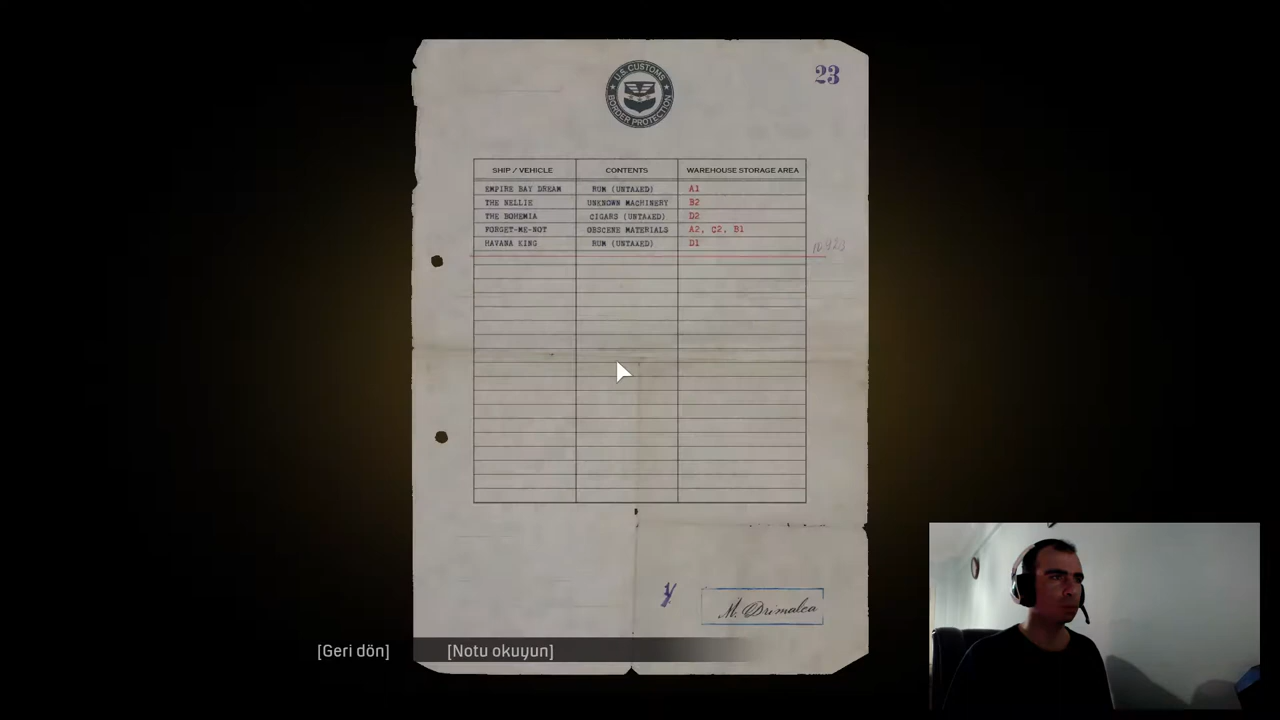 U.S. CUSTOMS
BORDER PROTECTION
23
SHIP / VEHICLE CONTENTS WAREHOUSE STORAGE AREA
EMPIRE BAY DREAM RUM (UNTAXED) A1
THE NELLIE UNKNOWN MACHINERY B2
THE BOHEMIA CIGARS (UNTAXED) D2
FORGET-ME-NOT OBSCENE MATERIALS A2, C2, B1
HAVANA KING RUM (UNTAXED) D1
[Geri dön] [Notu okuyun]